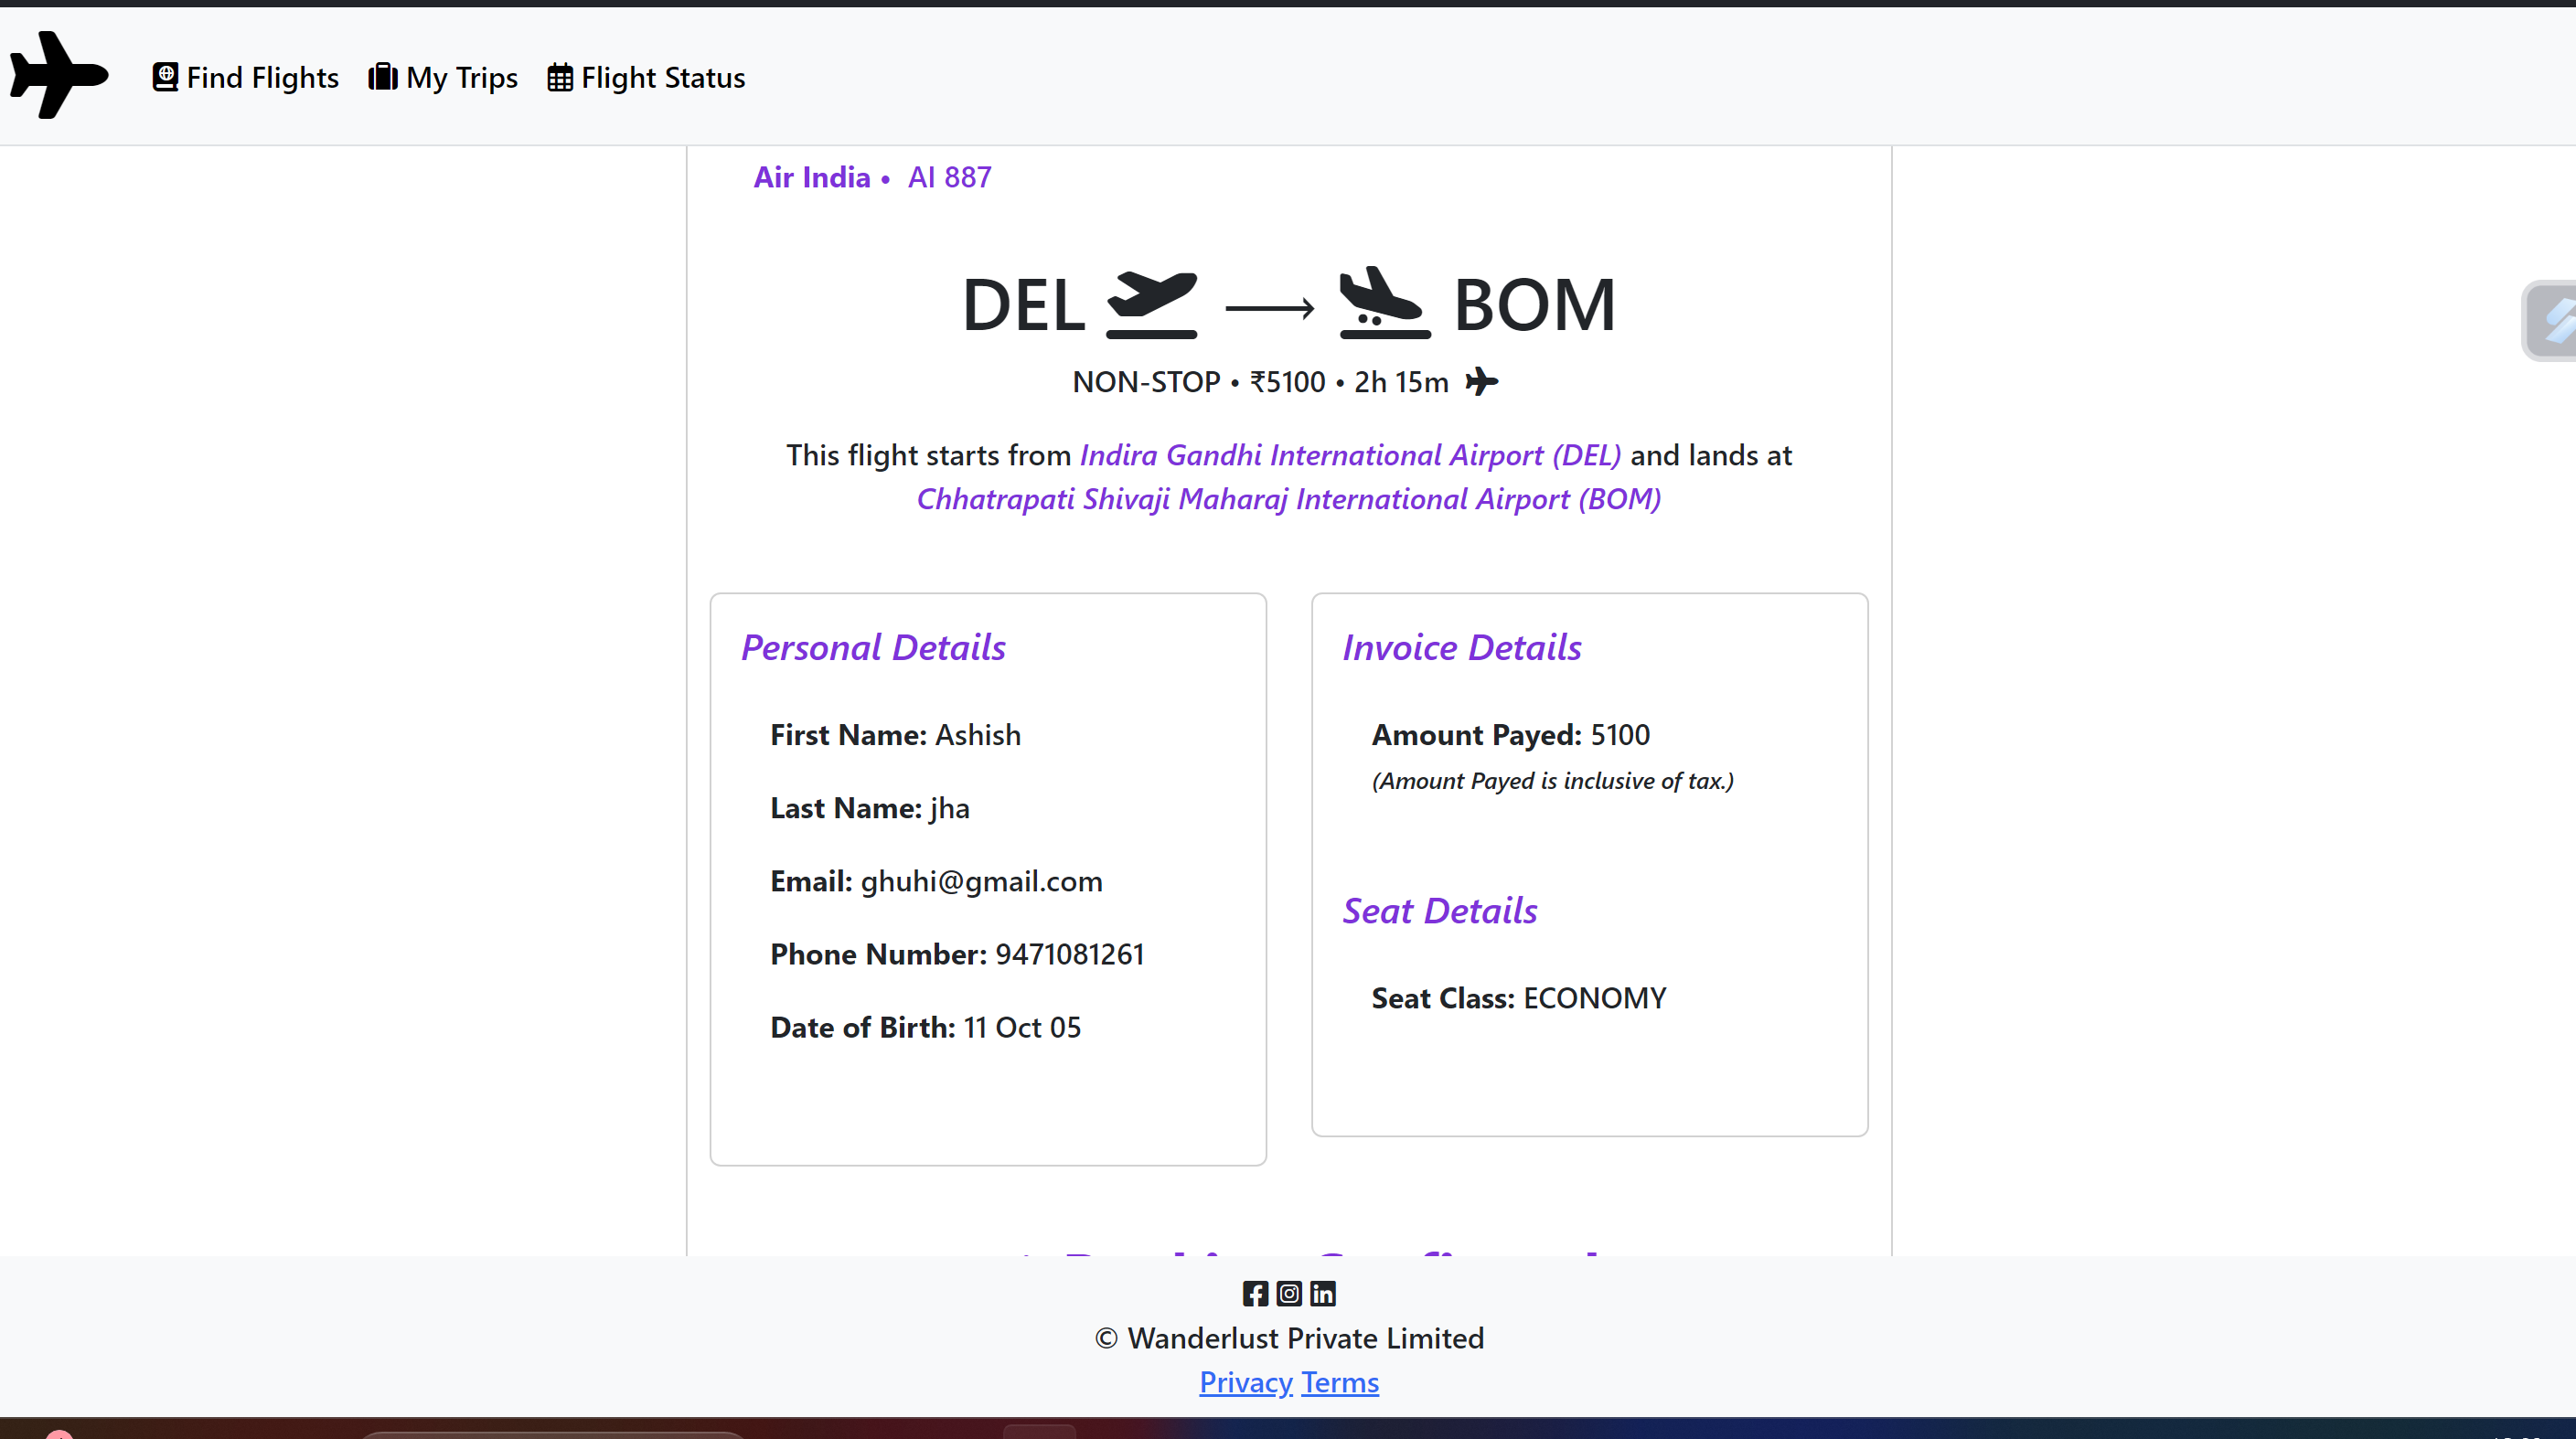 Find Flights My Trips Flight Status
Air India • AI 887
DEL ⟶ BOM
NON-STOP • ₹5100 • 2h 15m
This flight starts from Indira Gandhi International Airport (DEL) and lands at
Chhatrapati Shivaji Maharaj International Airport (BOM)
Personal Details
First Name: Ashish
Last Name: jha
Email: ghuhi@gmail.com
Phone Number: 9471081261
Date of Birth: 11 Oct 05
Invoice Details
Amount Payed: 5100
(Amount Payed is inclusive of tax.)
Seat Details
Seat Class: ECONOMY
© Wanderlust Private Limited
Privacy Terms